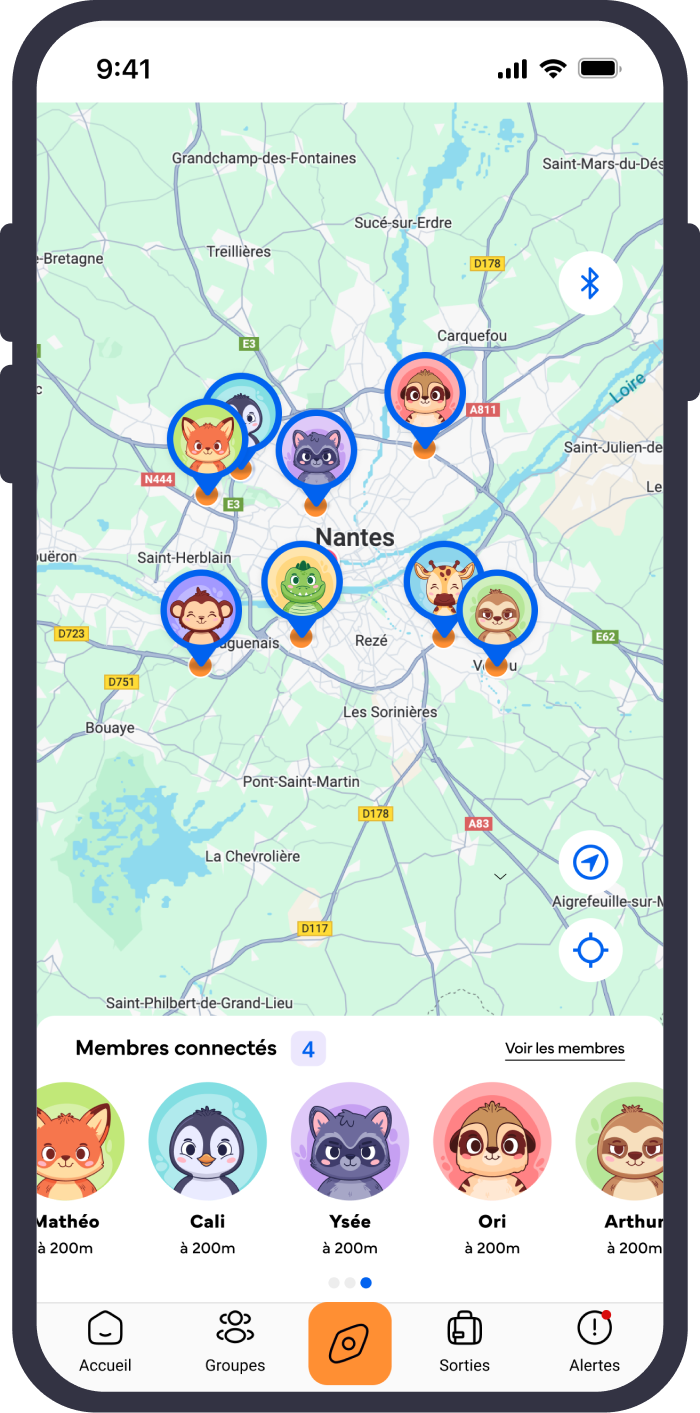 9:41
Grandchamp-des-Fontaines
Saint-Mars-du-Dés
Sucé-sur-Erdre
Treillières
e-Bretagne
D178
E3
Carquefou
Loire
A811
Saint-Julien-de
N444
Le
E3
Nantes
ouëron
Saint-Herblain
D723
guenais
Rezé
E62
D751
Les Sorinières
Bouaye
Pont-Saint-Martin
D178
A83
La Chevrolière
Aigrefeuille-sur-M
D117
Saint-Philbert-de-Grand-Lieu
Membres connectés 4
Voir les membres
Mathéo Cali Ysée Ori Arthur
à 200m à 200m à 200m à 200m à 200m
Accueil Groupes Sorties Alertes